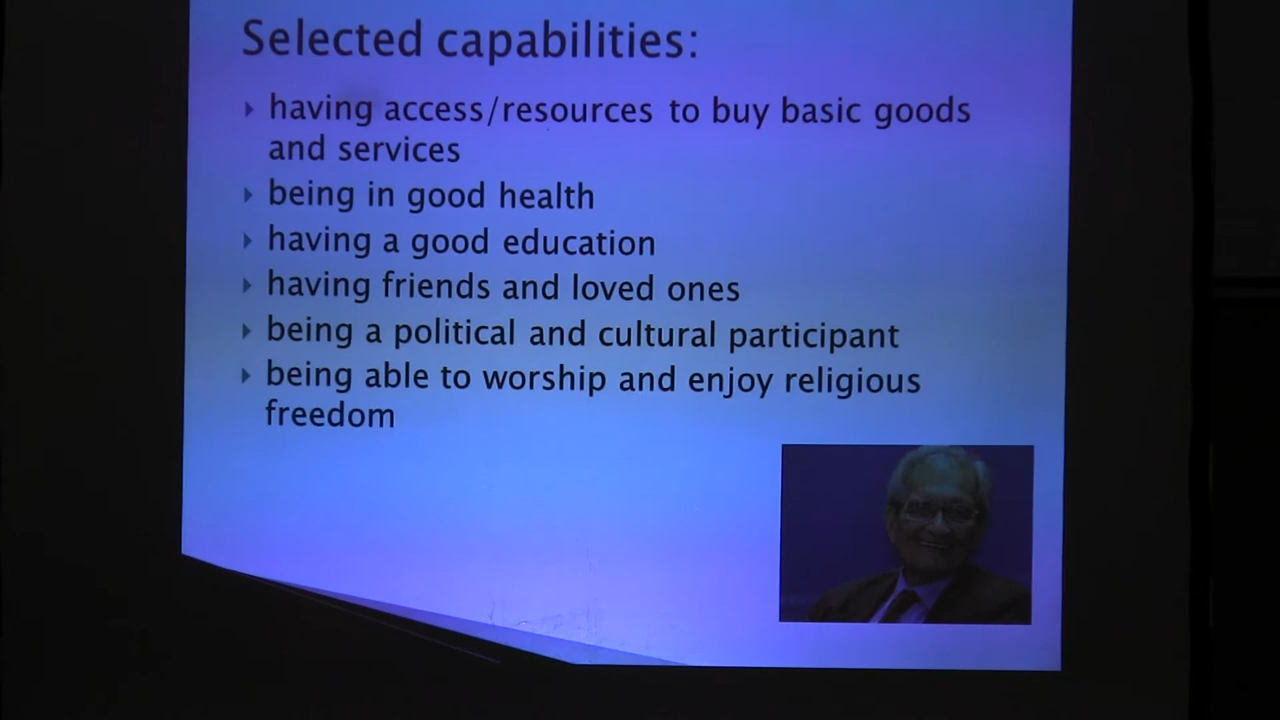 Selected capabilities:
having access/resources to buy basic goods
and services
being in good health
having a good education
having friends and loved ones
being a political and cultural participant
being able to worship and enjoy religious
freedom